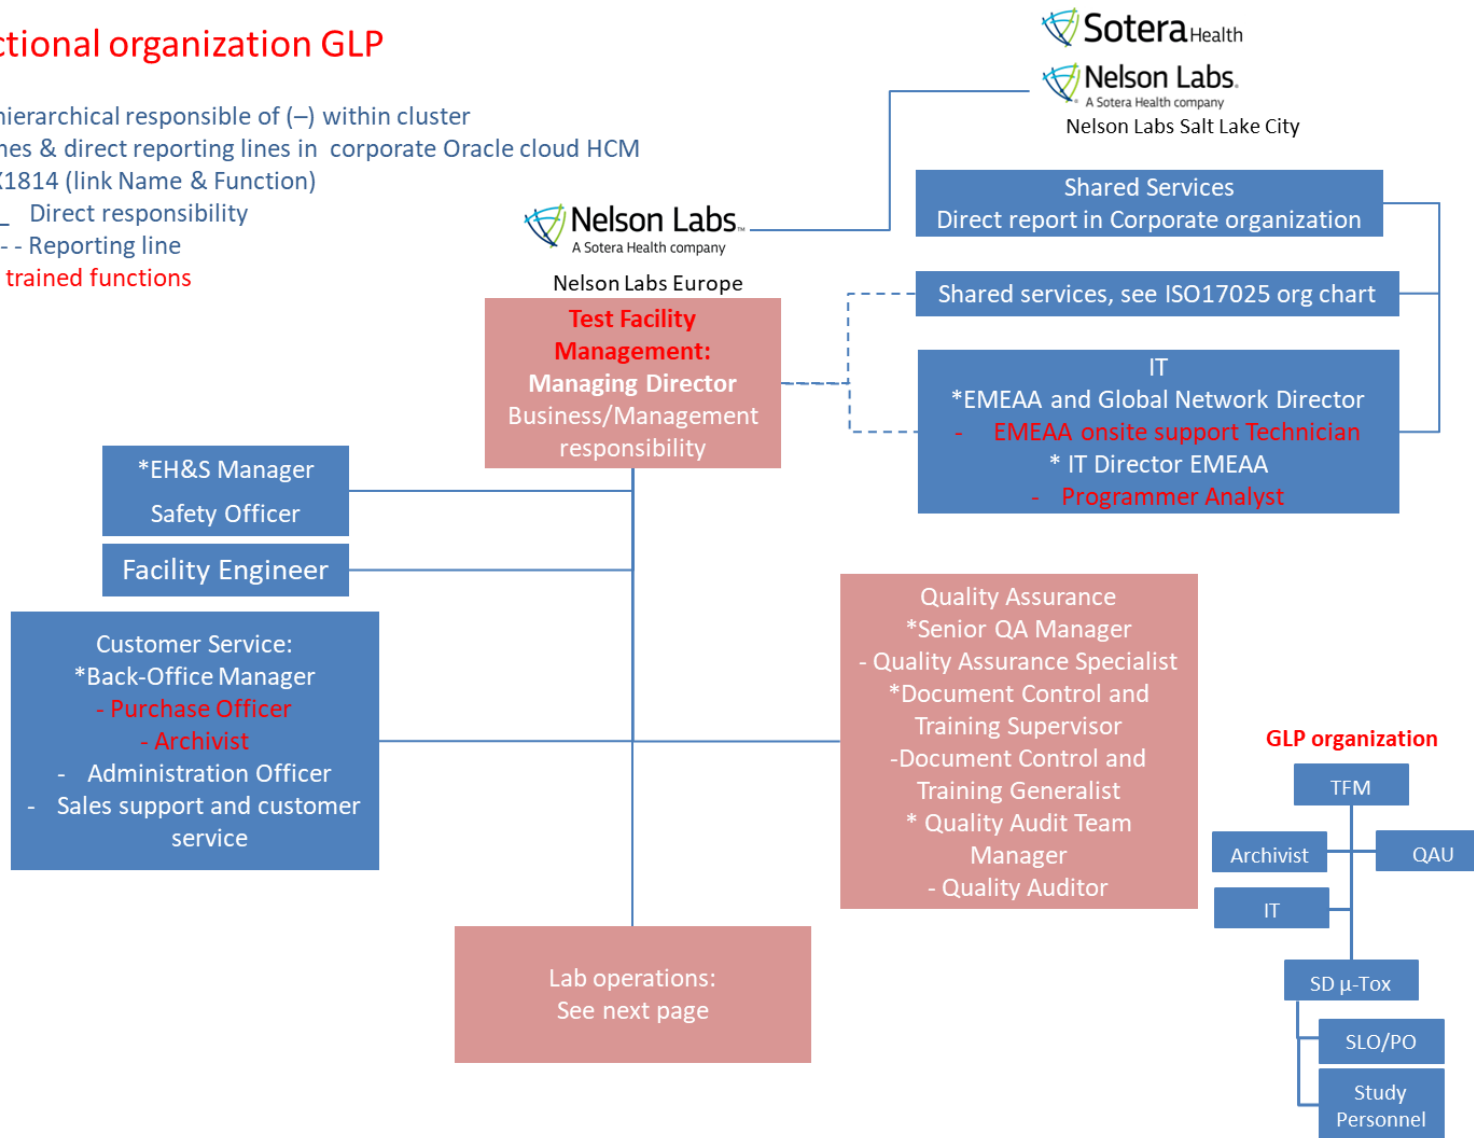 ctional organization GLP
hierarchical responsible of (–) within cluster
nes & direct reporting lines in corporate Oracle cloud HCM
X1814 (link Name & Function)
_ Direct responsibility
- - Reporting line
trained functions
Sotera Health
Nelson Labs®
A Sotera Health company
Nelson Labs Salt Lake City
Shared Services
Direct report in Corporate organization
Shared services, see ISO17025 org chart
IT
*EMEAA and Global Network Director
- EMEAA onsite support Technician
* IT Director EMEAA
- Programmer Analyst
Nelson Labs™
A Sotera Health company
Nelson Labs Europe
Test Facility
Management:
Managing Director
Business/Management
responsibility
*EH&S Manager
Safety Officer
Facility Engineer
Customer Service:
*Back-Office Manager
- Purchase Officer
- Archivist
- Administration Officer
- Sales support and customer
service
Quality Assurance
*Senior QA Manager
- Quality Assurance Specialist
*Document Control and
Training Supervisor
-Document Control and
Training Generalist
* Quality Audit Team
Manager
- Quality Auditor
Lab operations:
See next page
GLP organization
TFM
Archivist
QAU
IT
SD µ-Tox
SLO/PO
Study
Personnel